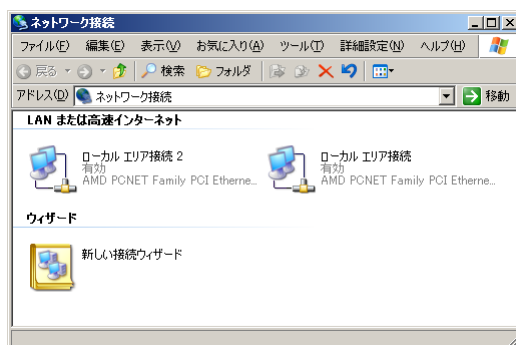 ネットワーク接続
ファイル(F) 編集(E) 表示(V) お気に入り(A) ツール(T) 詳細設定(N) ヘルプ(H)
戻る 検索 フォルダ
アドレス(D) ネットワーク接続 移動
LAN または高速インターネット
ローカル エリア接続 2
有効
AMD PCNET Family PCI Etherne...
ローカル エリア接続
有効
AMD PCNET Family PCI Etherne...
ウィザード
新しい接続ウィザード